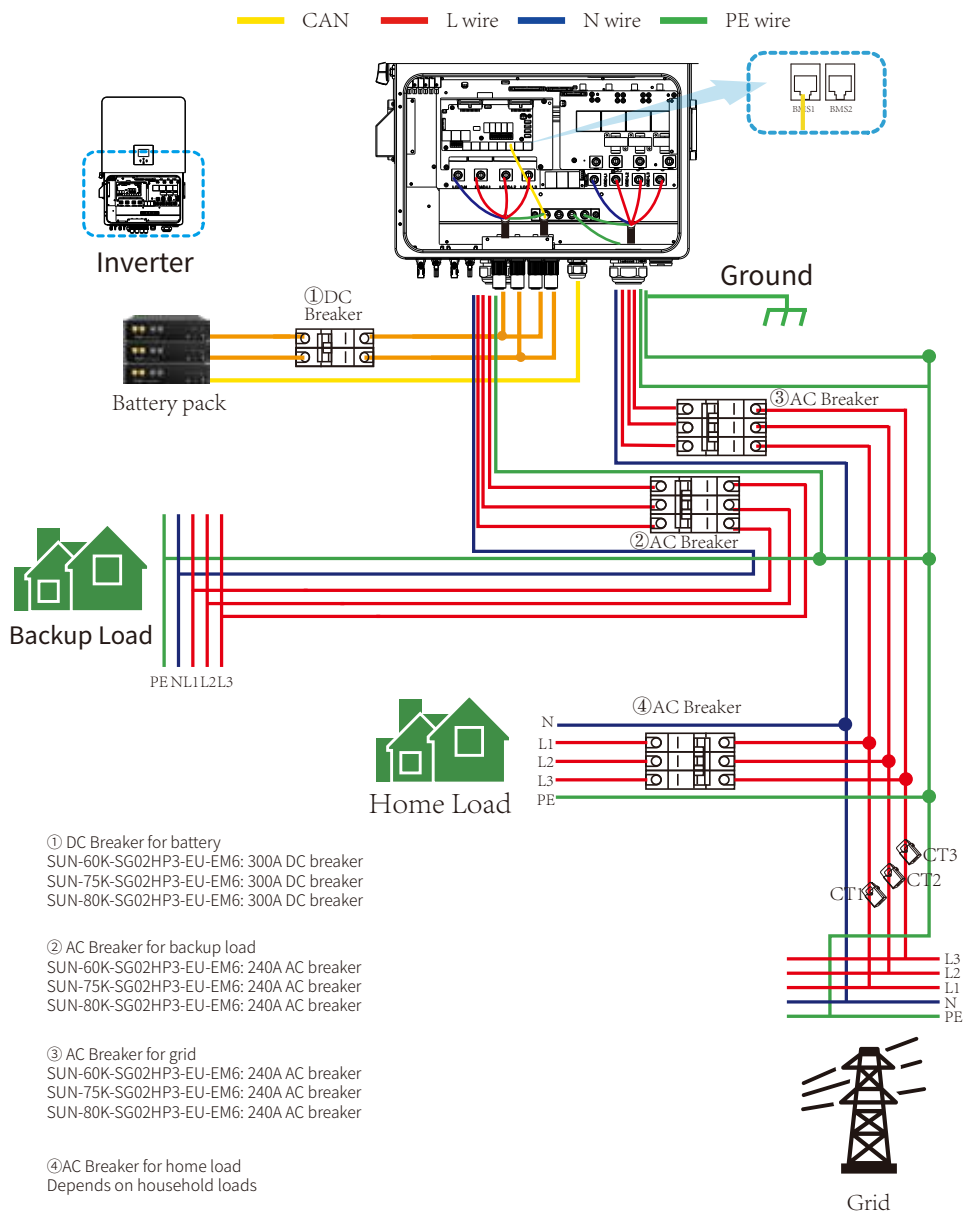 CAN L wire N wire PE wire
BMS1 BMS2
Inverter
Ground
①DC
Breaker
Battery pack
③AC Breaker
②AC Breaker
Backup Load
PE N L1 L2 L3
④AC Breaker
N
L1
L2
L3
PE
Home Load
CT3
CT2
CT1
① DC Breaker for battery
SUN-60K-SG02HP3-EU-EM6: 300A DC breaker
SUN-75K-SG02HP3-EU-EM6: 300A DC breaker
SUN-80K-SG02HP3-EU-EM6: 300A DC breaker
② AC Breaker for backup load
SUN-60K-SG02HP3-EU-EM6: 240A AC breaker
SUN-75K-SG02HP3-EU-EM6: 240A AC breaker
SUN-80K-SG02HP3-EU-EM6: 240A AC breaker
L3
L2
L1
N
PE
③ AC Breaker for grid
SUN-60K-SG02HP3-EU-EM6: 240A AC breaker
SUN-75K-SG02HP3-EU-EM6: 240A AC breaker
SUN-80K-SG02HP3-EU-EM6: 240A AC breaker
④AC Breaker for home load
Depends on household loads
Grid